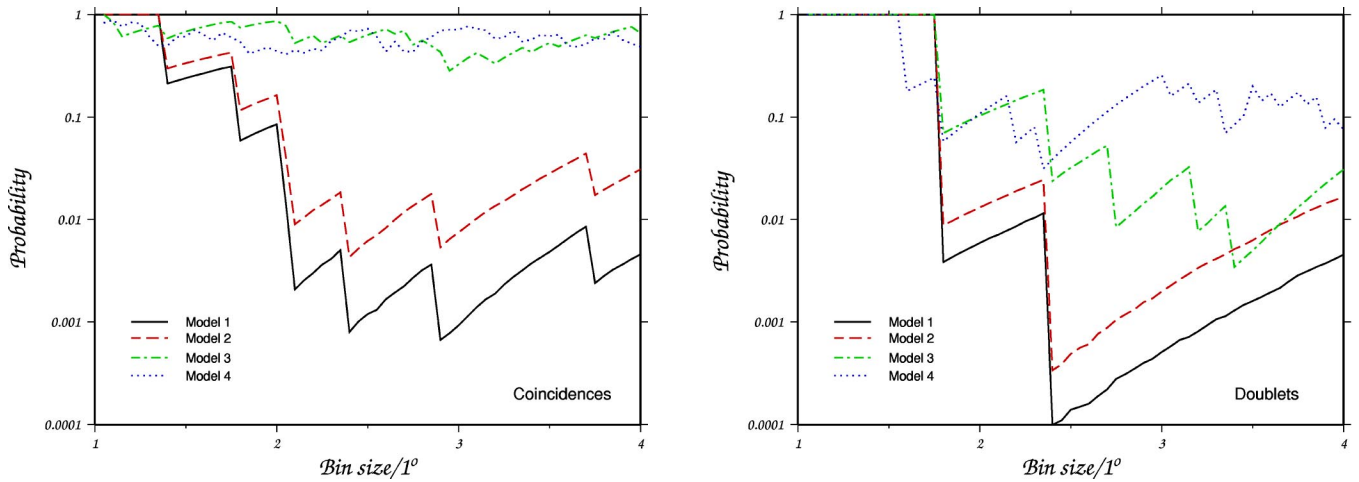 1
0.1
0.01
0.001
0.0001
Probability
Model 1
Model 2
Model 3
Model 4
Coincidences
1 2 3 4
Bin size/1º
1
0.1
0.01
0.001
0.0001
Probability
Model 1
Model 2
Model 3
Model 4
Doublets
1 2 3 4
Bin size/1º